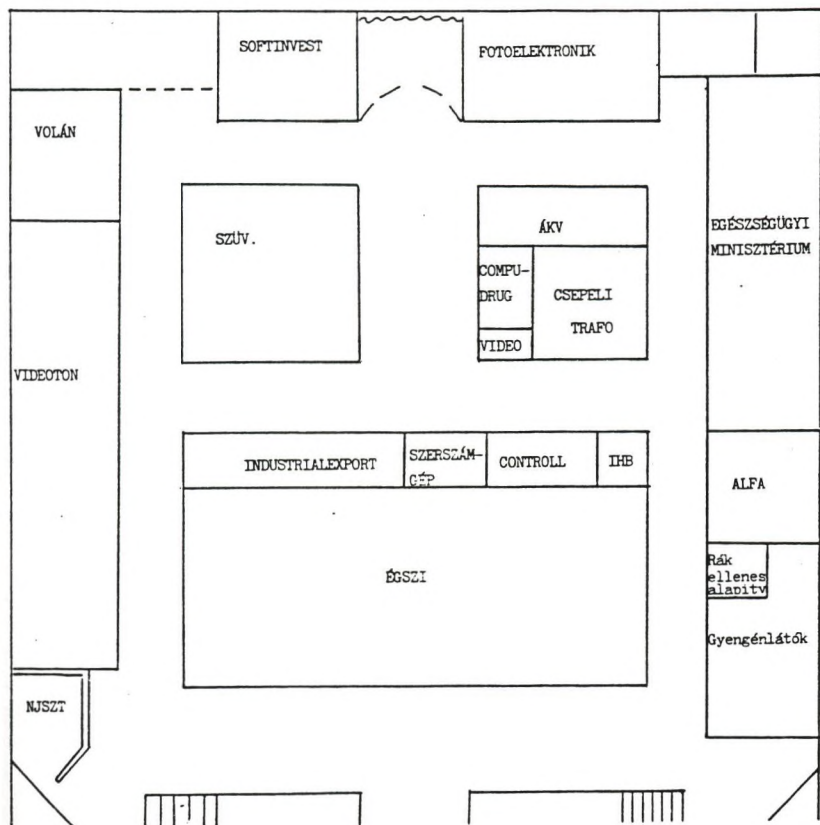 SOFTINVEST
FOTOELEKTRONIK
VOLÁN
SZÜV.
ÁKV
EGÉSZSÉGÜGYI
MINISZTÉRIUM
COMPU-
DRUG
CSEPELI
TRAFO
VIDEO
VIDEOTON
INDUSTRIALEXPORT
SZERSZÁM-
GÉP
CONTROLL
IHB
ALFA
ÉGSZI
Rák
ellenes
alapitv
Gyengénlátók
NJSZT